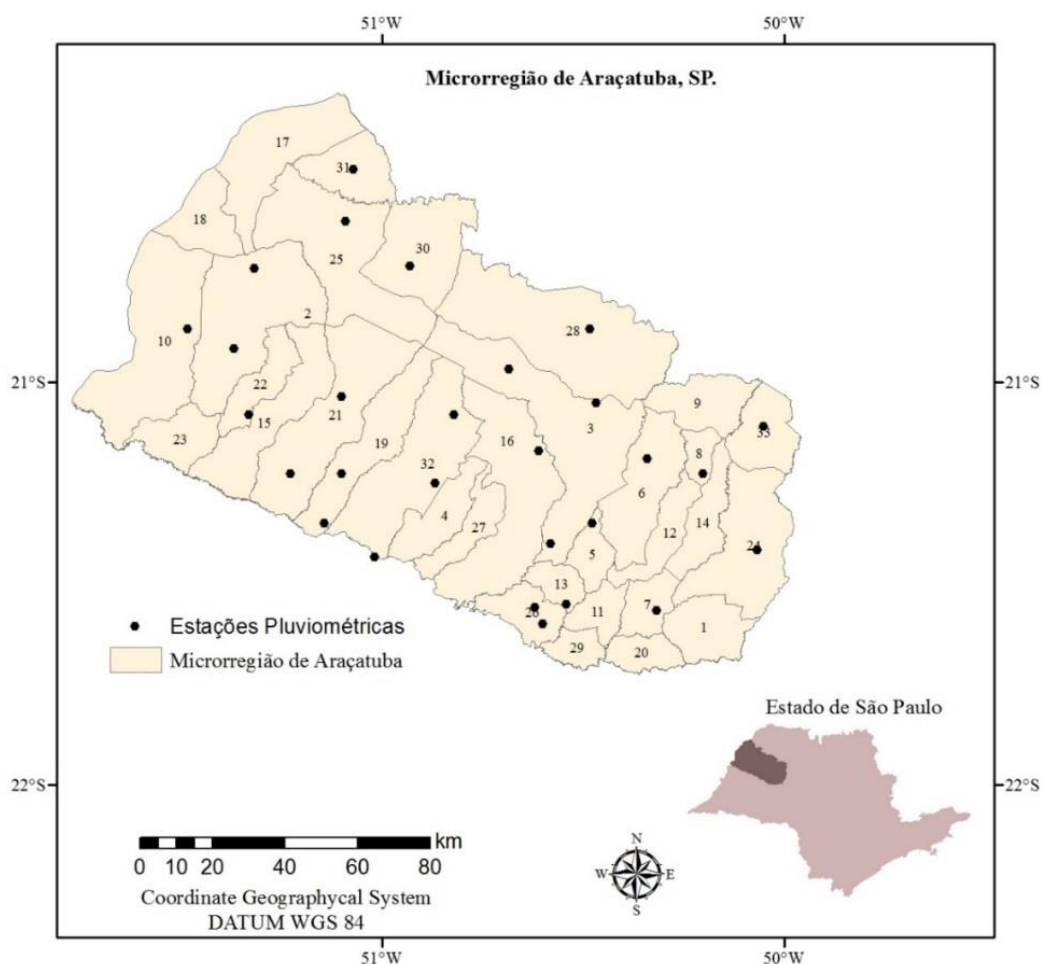 51°W
50°W
Microrregião de Araçatuba, SP.
17
31
18
30
25
2
28
10
21°S
21°S
22
9
15
21
3
33
23
19
16
8
32
6
4
14
27
12
24
5
13
26
11
7
1
29
20
Estações Pluviométricas
Microrregião de Araçatuba
Estado de São Paulo
22°S
22°S
km
0 10 20 40 60 80
N
W E
S
Coordinate Geographycal System
DATUM WGS 84
51°W
50°W